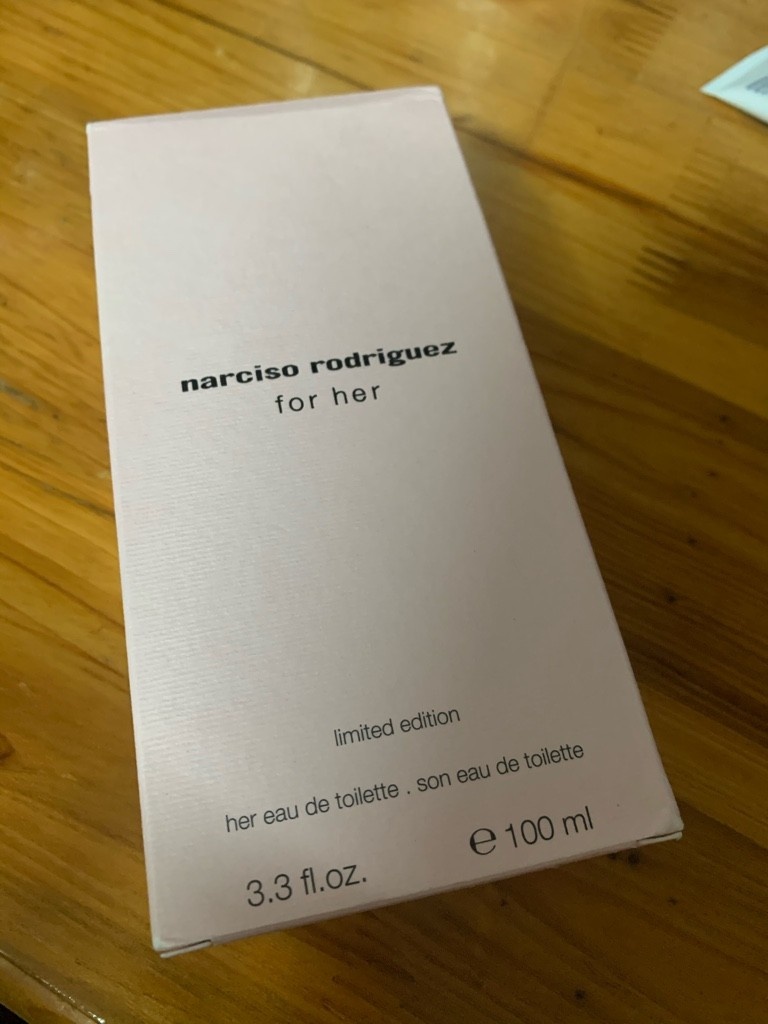 narciso rodriguez
for her
limited edition
her eau de toilette . son eau de toilette
3.3 fl.oz. ℮ 100 ml